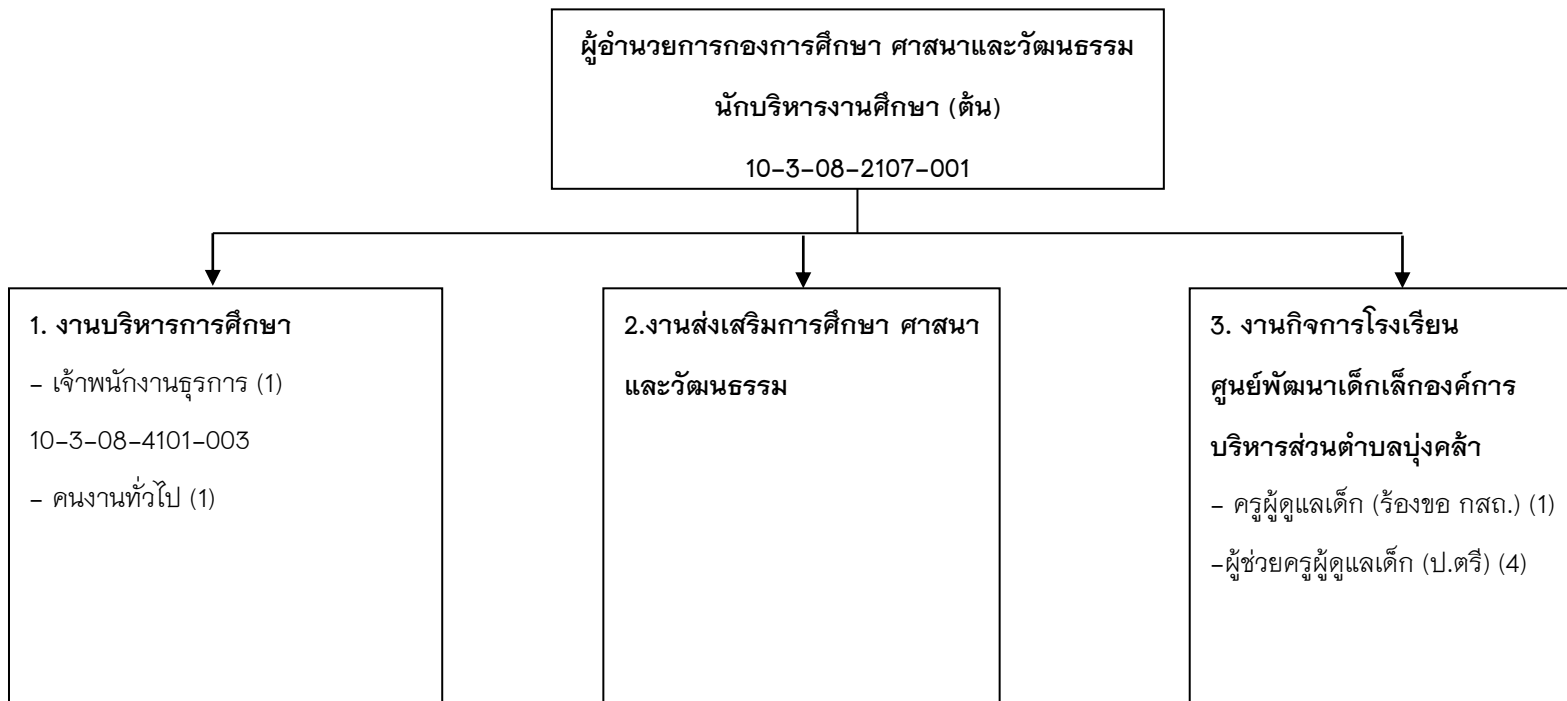 ผู้อำนวยการกองการศึกษา ศาสนาและวัฒนธรรม
นักบริหารงานศึกษา (ต้น)
10-3-08-2107-001
1. งานบริหารการศึกษา
- เจ้าพนักงานธุรการ (1)
10-3-08-4101-003
- คนงานทั่วไป (1)
2.งานส่งเสริมการศึกษา ศาสนา
และวัฒนธรรม
3. งานกิจการโรงเรียน
ศูนย์พัฒนาเด็กเล็กองค์การ
บริหารส่วนตำบลบุ่งคล้า
- ครูผู้ดูแลเด็ก (ร้องขอ กสถ.) (1)
-ผู้ช่วยครูผู้ดูแลเด็ก (ป.ตรี) (4)